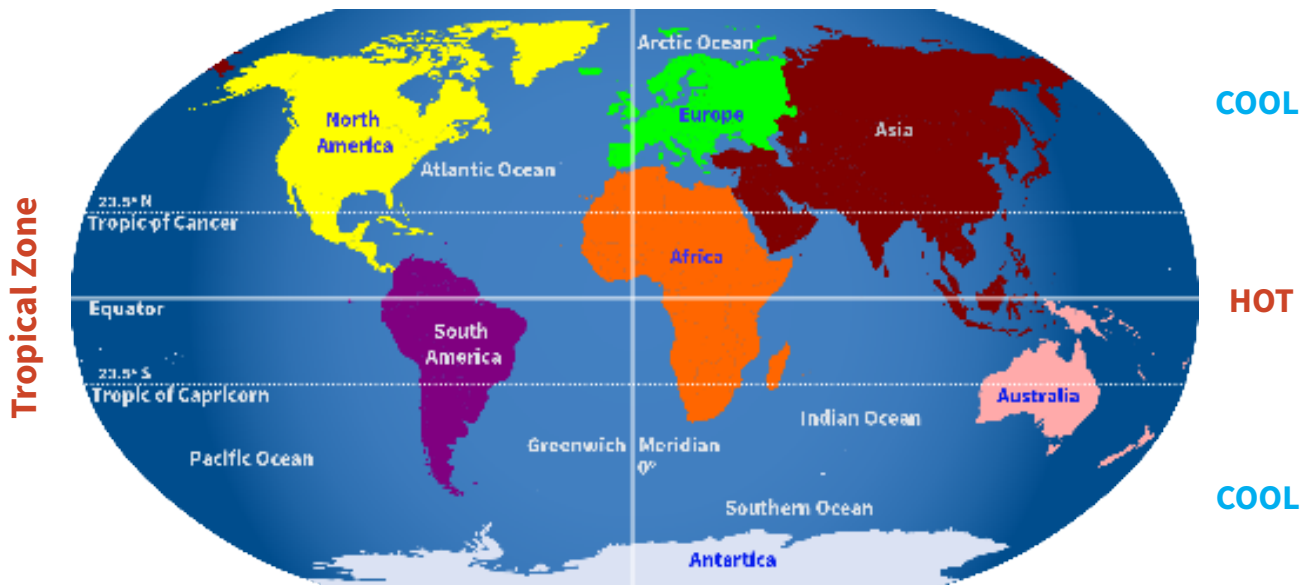 Arctic Ocean
COOL
North
America
Europe
Asia
Atlantic Ocean
23.5° N
Tropic of Cancer
Africa
Tropical Zone
Equator
HOT
South
America
23.5° S
Tropic of Capricorn
Australia
Indian Ocean
Greenwich Meridian
0°
Pacific Ocean
COOL
Southern Ocean
Antartica